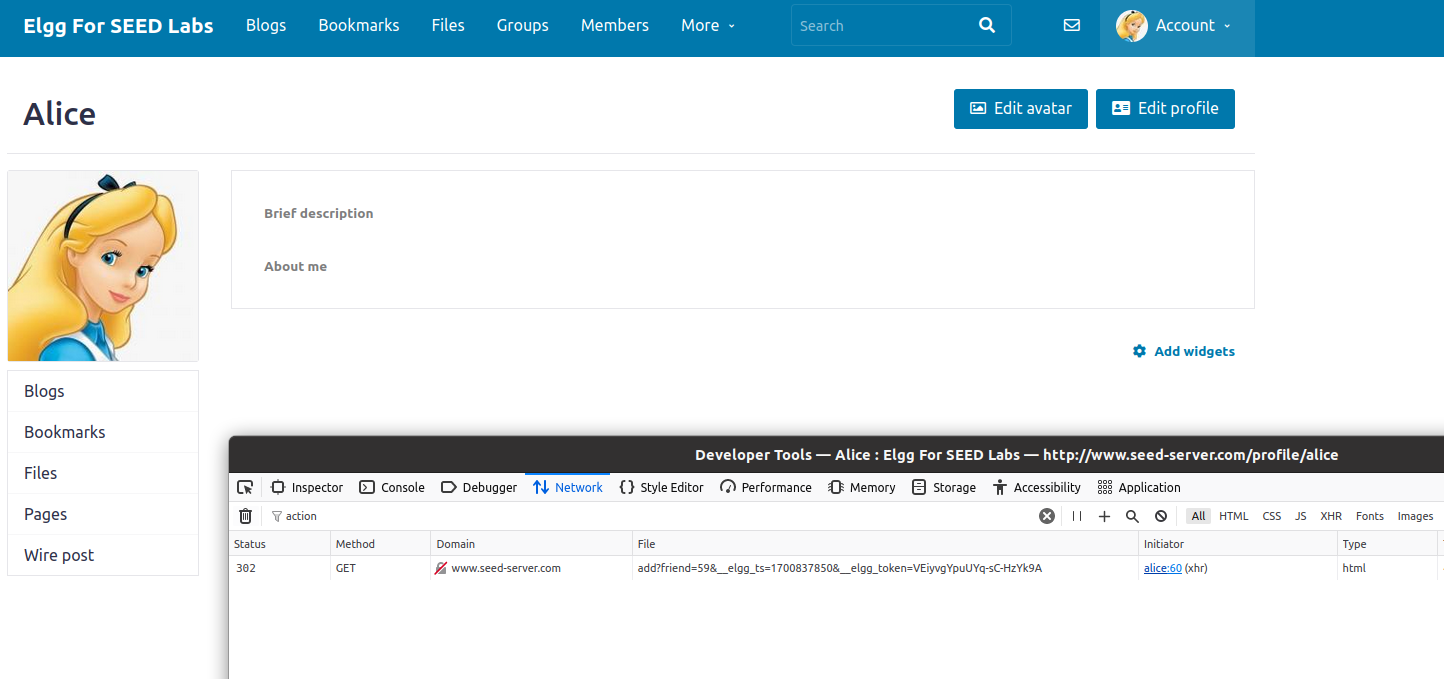 Elgg For SEED Labs Blogs Bookmarks Files Groups Members More Search Account
Alice Edit avatar Edit profile
Brief description
About me
Add widgets
Blogs
Bookmarks
Files
Pages
Wire post
Developer Tools — Alice : Elgg For SEED Labs — http://www.seed-server.com/profile/alice
Inspector Console Debugger Network Style Editor Performance Memory Storage Accessibility Application
action All HTML CSS JS XHR Fonts Images
Status Method Domain File Initiator Type
302 GET www.seed-server.com add?friend=59&__elgg_ts=1700837850&__elgg_token=VEiyvgYpuUYq-sC-HzYk9A alice:60 (xhr) html